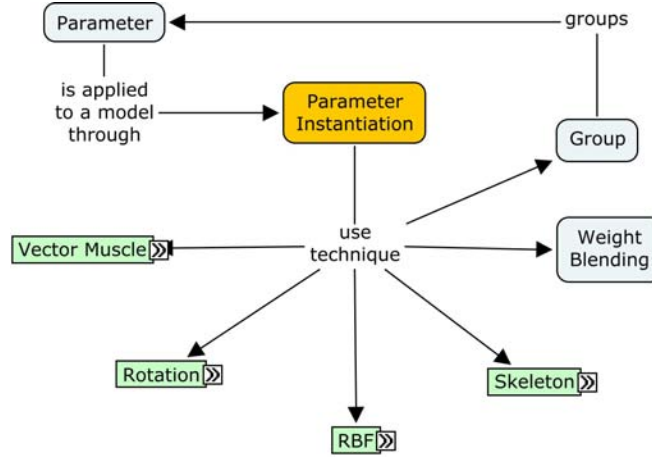 Parameter
groups
is applied
to a model
through
Parameter
Instantiation
Group
use
technique
Vector Muscle
Weight
Blending
Rotation
Skeleton
RBF